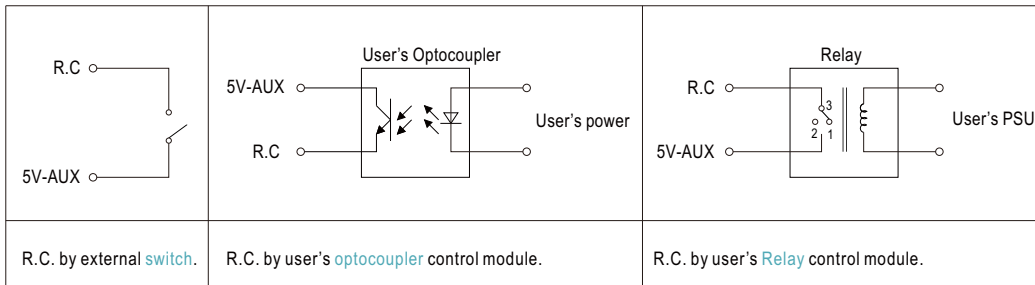 R.C
5V-AUX
R.C. by external switch.
User's Optocoupler
5V-AUX
R.C
User's power
R.C. by user's optocoupler control module.
Relay
R.C
3
2 1
5V-AUX
User's PSU
R.C. by user's Relay control module.